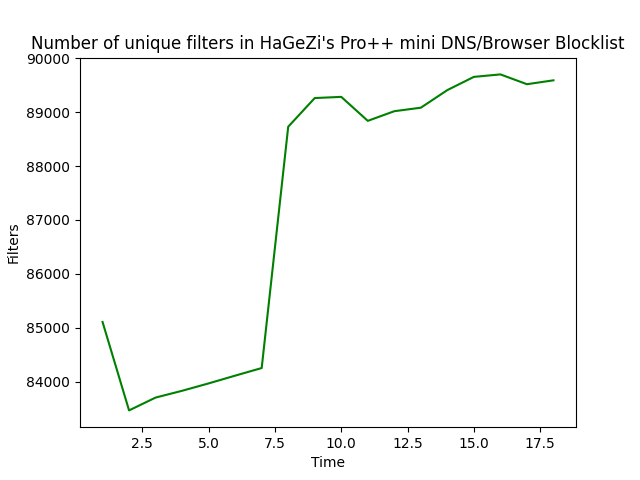 Number of unique filters in HaGeZi's Pro++ mini DNS/Browser Blocklist
90000
89000
88000
87000
86000
85000
84000
Filters
2.5 5.0 7.5 10.0 12.5 15.0 17.5
Time